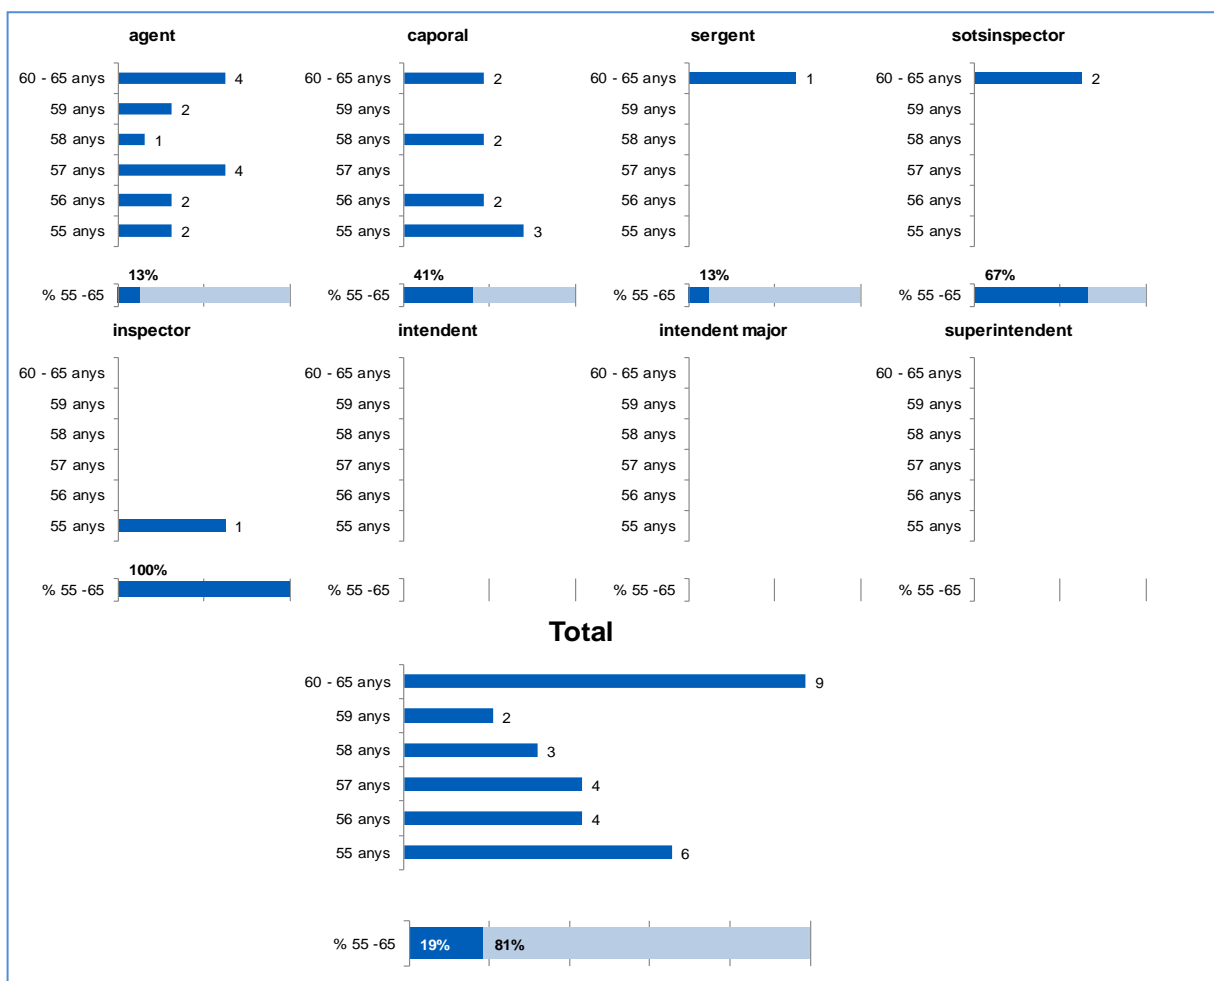 agent caporal sergent sotsinspector
60 - 65 anys 4 60 - 65 anys 2 60 - 65 anys 1 60 - 65 anys 2
59 anys 2 59 anys 59 anys 59 anys
58 anys 1 58 anys 2 58 anys 58 anys
57 anys 4 57 anys 57 anys 57 anys
56 anys 2 56 anys 2 56 anys 56 anys
55 anys 2 55 anys 3 55 anys 55 anys
13% 41% 13% 67%
% 55 -65 % 55 -65 % 55 -65 % 55 -65
inspector intendent intendent major superintendent
60 - 65 anys 60 - 65 anys 60 - 65 anys 60 - 65 anys
59 anys 59 anys 59 anys 59 anys
58 anys 58 anys 58 anys 58 anys
57 anys 57 anys 57 anys 57 anys
56 anys 56 anys 56 anys 56 anys
55 anys 1 55 anys 55 anys 55 anys
100%
% 55 -65 % 55 -65 % 55 -65 % 55 -65
Total
60 - 65 anys 9
59 anys 2
58 anys 3
57 anys 4
56 anys 4
55 anys 6
% 55 -65 19% 81%